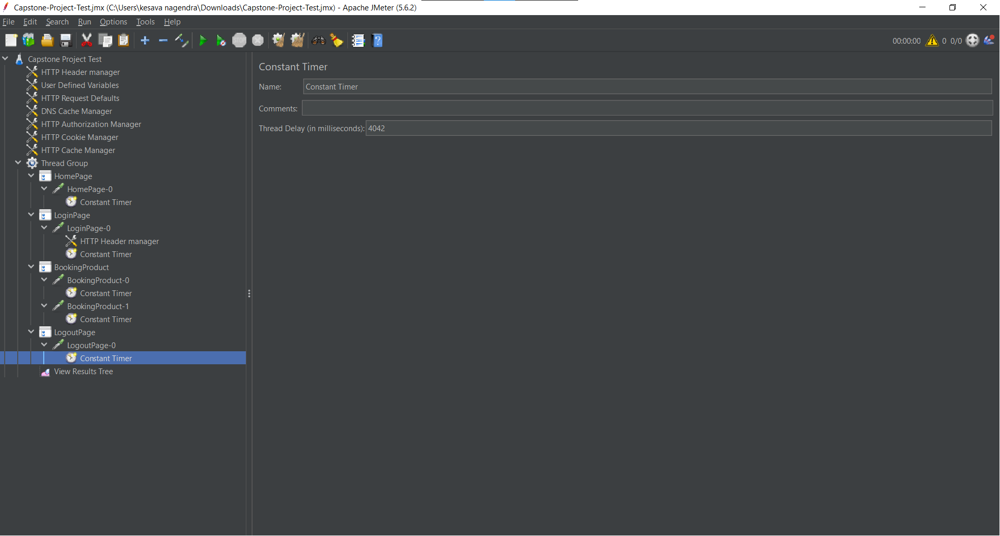 Capstone-Project-Test.jmx (C:\Users\kesava nagendra\Downloads\Capstone-Project-Test.jmx) - Apache JMeter (5.6.2)
File Edit Search Run Options Tools Help
STOP
00:00:00 0 0/0
Capstone Project Test
HTTP Header manager
User Defined Variables
HTTP Request Defaults
DNS Cache Manager
HTTP Authorization Manager
HTTP Cookie Manager
HTTP Cache Manager
Thread Group
HomePage
HomePage-0
Constant Timer
LoginPage
LoginPage-0
HTTP Header manager
Constant Timer
BookingProduct
BookingProduct-0
Constant Timer
BookingProduct-1
Constant Timer
LogoutPage
LogoutPage-0
Constant Timer
View Results Tree
Constant Timer
Name: Constant Timer
Comments:
Thread Delay (in milliseconds): 4042